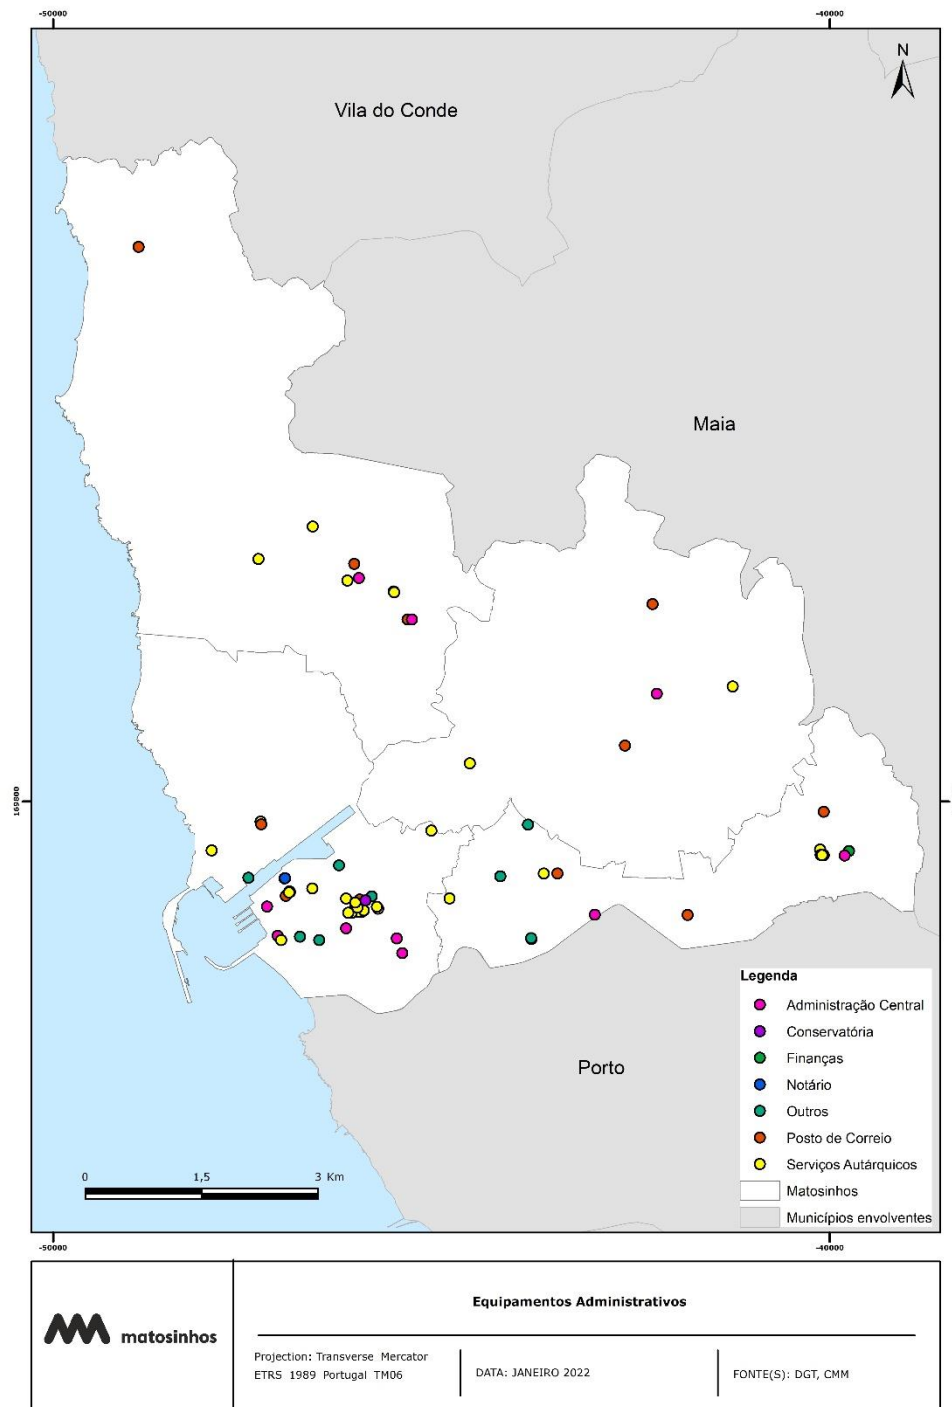 -50000
-40000
N
Vila do Conde
Maia
169800
Porto
Legenda
Administração Central
Conservatória
Finanças
Notário
Outros
Posto de Correio
Serviços Autárquicos
Matosinhos
Municípios envolventes
0 1,5 3 Km
-50000
-40000
matosinhos
Equipamentos Administrativos
Projection: Transverse Mercator
ETRS 1989 Portugal TM06
DATA: JANEIRO 2022
FONTE(S): DGT, CMM